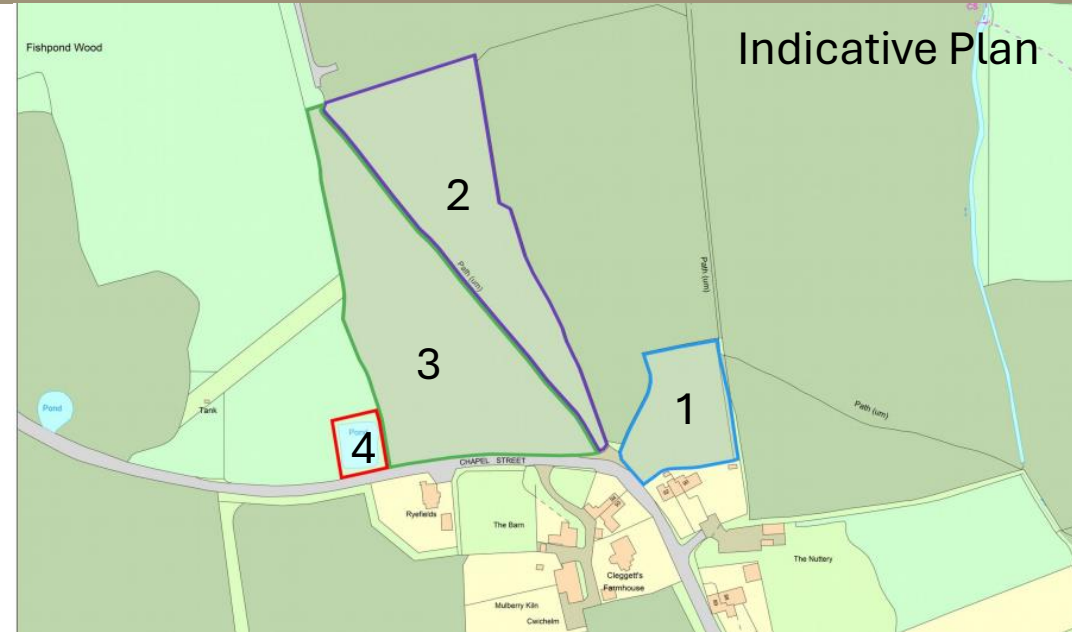 Indicative Plan
CS
Fishpond Wood
2
Path (um)
Path (um)
3
1
Path (um)
Tank
Pond
Pond
4
CHAPEL STREET
Ryefields
The Barn
The Nuttery
Cleggett's
Farmhouse
Mulberry Kiln
Cwichelm